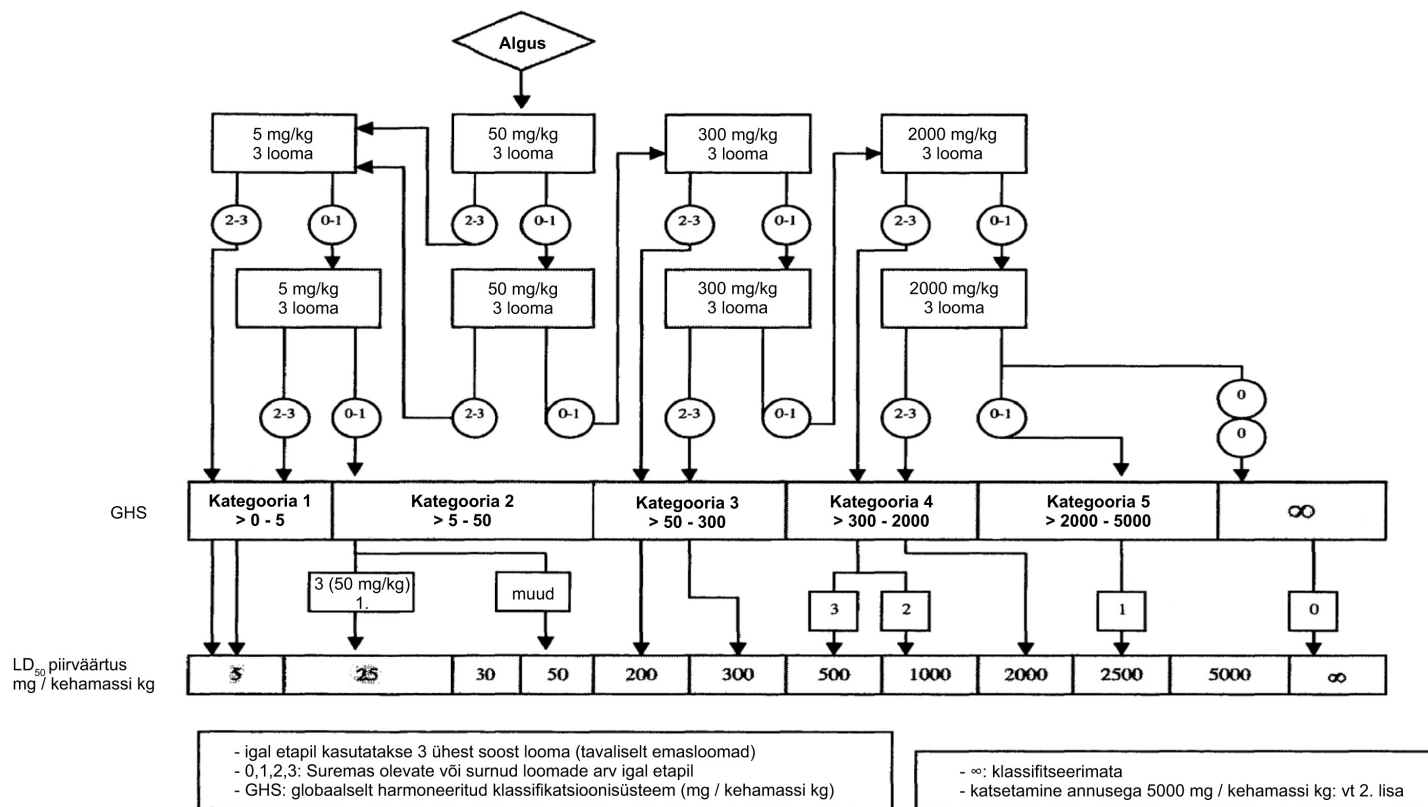 Algus
5 mg/kg
3 looma
50 mg/kg
3 looma
300 mg/kg
3 looma
2000 mg/kg
3 looma
2-3
0-1
2-3
0-1
2-3
0-1
2-3
0-1
5 mg/kg
3 looma
50 mg/kg
3 looma
300 mg/kg
3 looma
2000 mg/kg
3 looma
2-3
0-1
2-3
0-1
2-3
0-1
2-3
0-1
0
0
GHS
Kategooria 1
> 0 - 5
Kategooria 2
> 5 - 50
Kategooria 3
> 50 - 300
Kategooria 4
> 300 - 2000
Kategooria 5
> 2000 - 5000
∞
3 (50 mg/kg)
1.
muud
3
2
1
0
LD50 piirväärtus
mg / kehamassi kg
5
25
30
50
200
300
500
1000
2000
2500
5000
∞
- igal etapil kasutatakse 3 ühest soost looma (tavaliselt emasloomad)
- 0,1,2,3: Suremas olevate või surnud loomade arv igal etapil
- GHS: globaalselt harmoneeritud klassifikatsioonisüsteem (mg / kehamassi kg)
- ∞: klassifitseerimata
- katsetamine annusega 5000 mg / kehamassi kg: vt 2. lisa